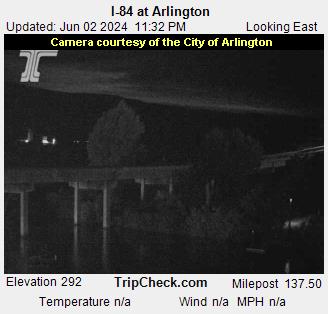 I-84 at Arlington
Updated: Jun 02 2024 11:32 PM Looking East
Camera courtesy of the City of Arlington
Elevation 292 TripCheck.com Milepost 137.50
Temperature n/a Wind n/a MPH n/a